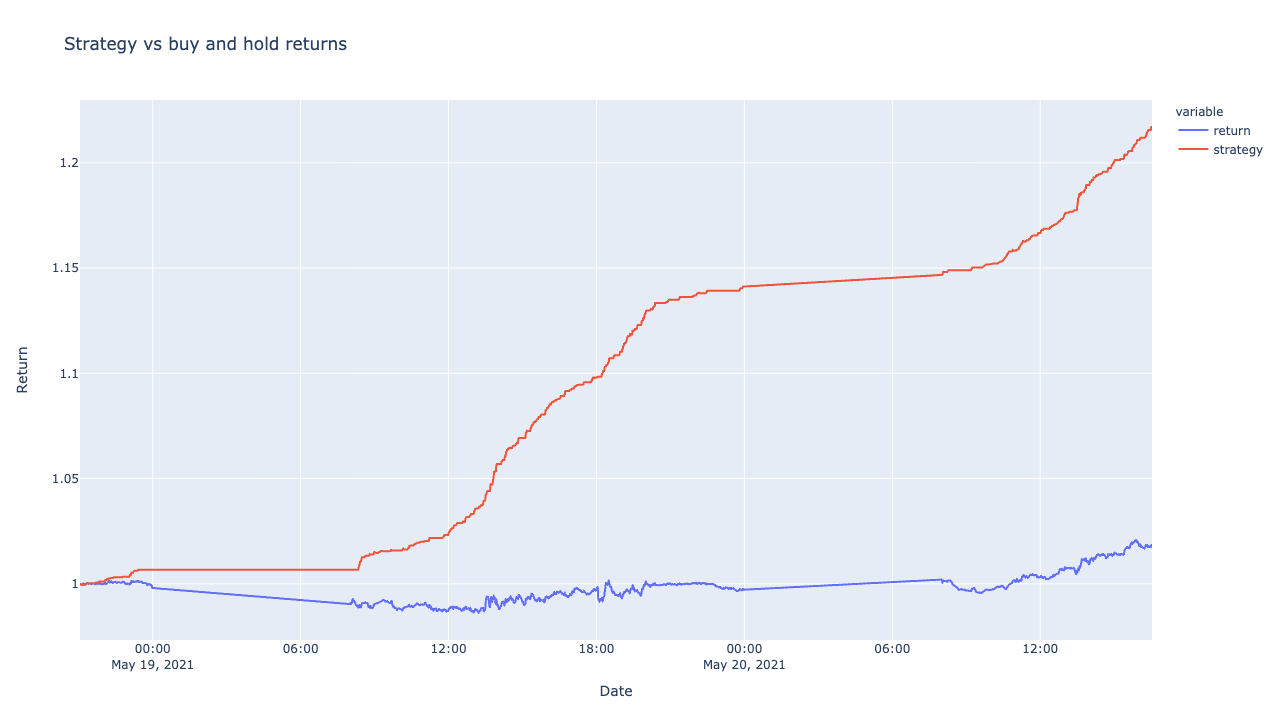 Strategy vs buy and hold returns
variable
return
strategy
1.2
1.15
1.1
1.05
1
Return
00:00
May 19, 2021
06:00
12:00
18:00
00:00
May 20, 2021
06:00
12:00
Date